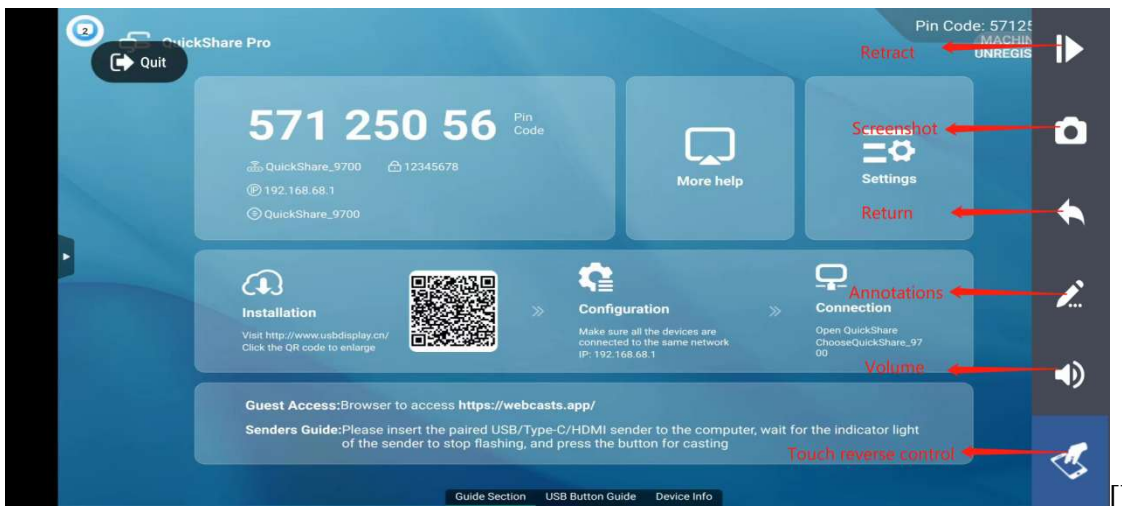 2
QuickShare Pro
Quit
Pin Code: 57125
MACHIN
UNREGIS
Retract
571 250 56
Pin
Code
QuickShare_9700
12345678
IP 192.168.68.1
QuickShare_9700
More help
Screenshot
Settings
Return
Installation
Visit http://www.usbdisplay.cn/
Click the QR code to enlarge
Configuration
Make sure all the devices are
connected to the same network
IP: 192.168.68.1
Annotations
Connection
Open QuickShare
ChooseQuickShare_97
00
Volume
Guest Access:Browser to access https://webcasts.app/
Senders Guide:Please insert the paired USB/Type-C/HDMI sender to the computer, wait for the indicator light
of the sender to stop flashing, and press the button for casting
Touch reverse control
Guide Section USB Button Guide Device Info